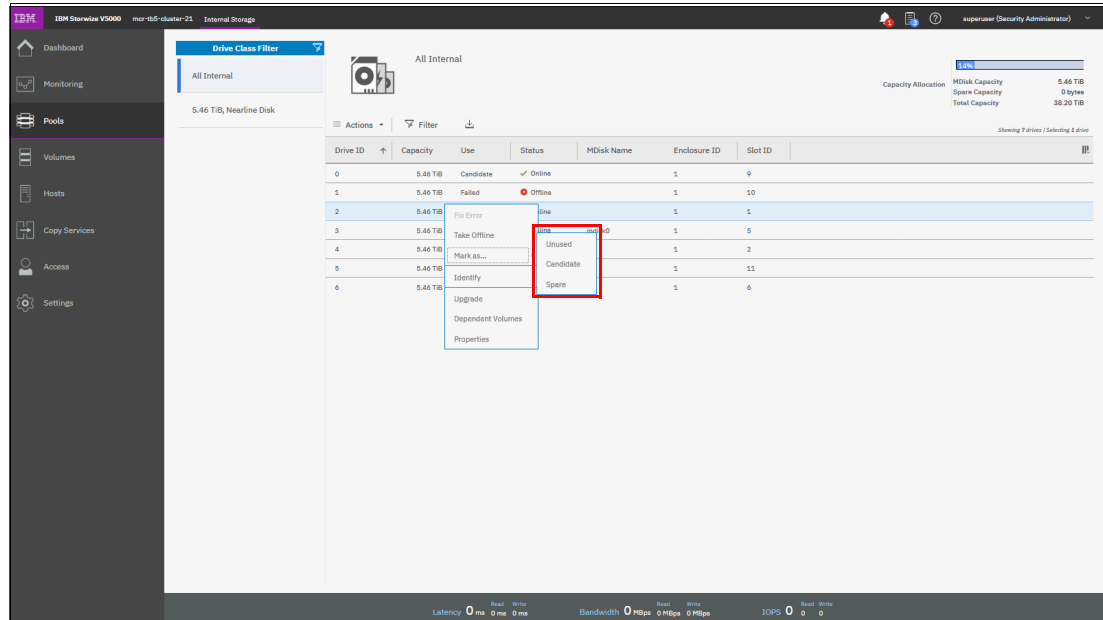 IBM IBM Storwize V5000 mcr-tb5-cluster-21 Internal Storage 1 3 superuser (Security Administrator)
Dashboard
Monitoring
Pools
Volumes
Hosts
Copy Services
Access
Settings
Drive Class Filter
All Internal
5.46 TiB, Nearline Disk
All Internal
14%
Capacity Allocation
MDisk Capacity 5.46 TiB
Spare Capacity 0 bytes
Total Capacity 38.20 TiB
Actions Filter
Showing 7 drives | Selecting 1 drive
Drive ID Capacity Use Status MDisk Name Enclosure ID Slot ID
0 5.46 TiB Candidate Online 1 9
1 5.46 TiB Failed Offline 1 10
2 5.46 TiB 1 1
3 5.46 TiB 1 5
4 5.46 TiB 1 2
5 5.46 TiB 1 11
6 5.46 TiB 1 6
Fix Error
Take Offline
Mark as...
Identify
Upgrade
Dependent Volumes
Properties
Unused
Candidate
Spare
Latency 0 ms Read 0 ms Write 0 ms Bandwidth 0 MBps Read 0 MBps Write 0 MBps IOPS 0 Read 0 Write 0